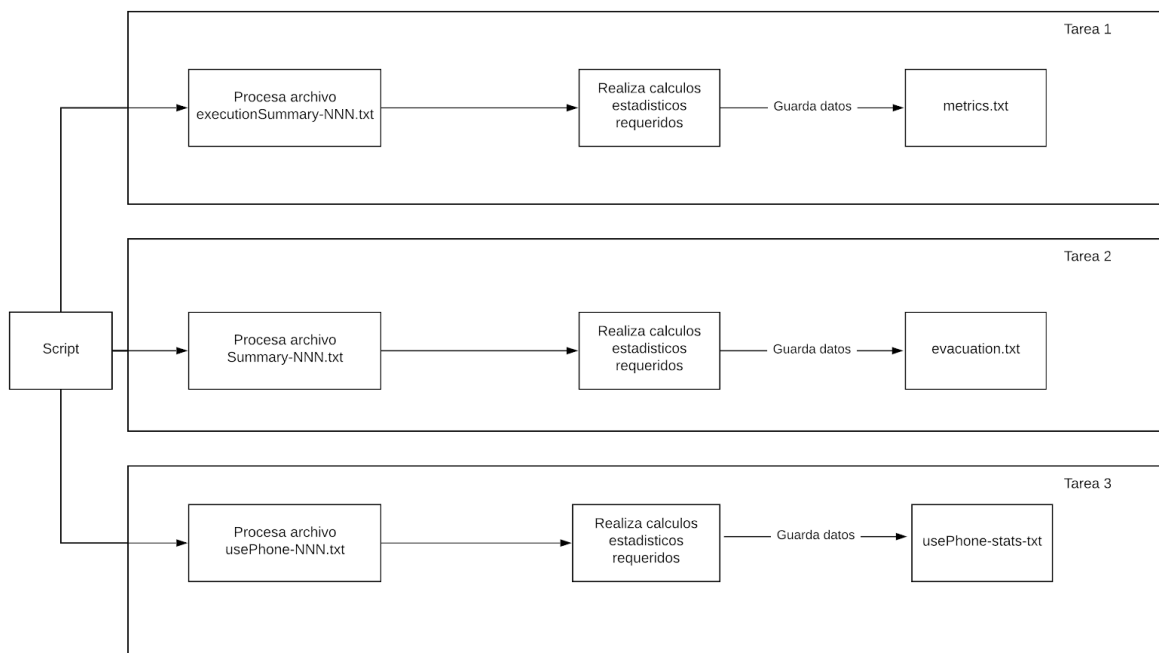 Tarea 1
Procesa archivo
executionSummary-NNN.txt
Realiza calculos
estadisticos
requeridos
Guarda datos
metrics.txt
Tarea 2
Script
Procesa archivo
Summary-NNN.txt
Realiza calculos
estadisticos
requeridos
Guarda datos
evacuation.txt
Tarea 3
Procesa archivo
usePhone-NNN.txt
Realiza calculos
estadisticos
requeridos
Guarda datos
usePhone-stats-txt